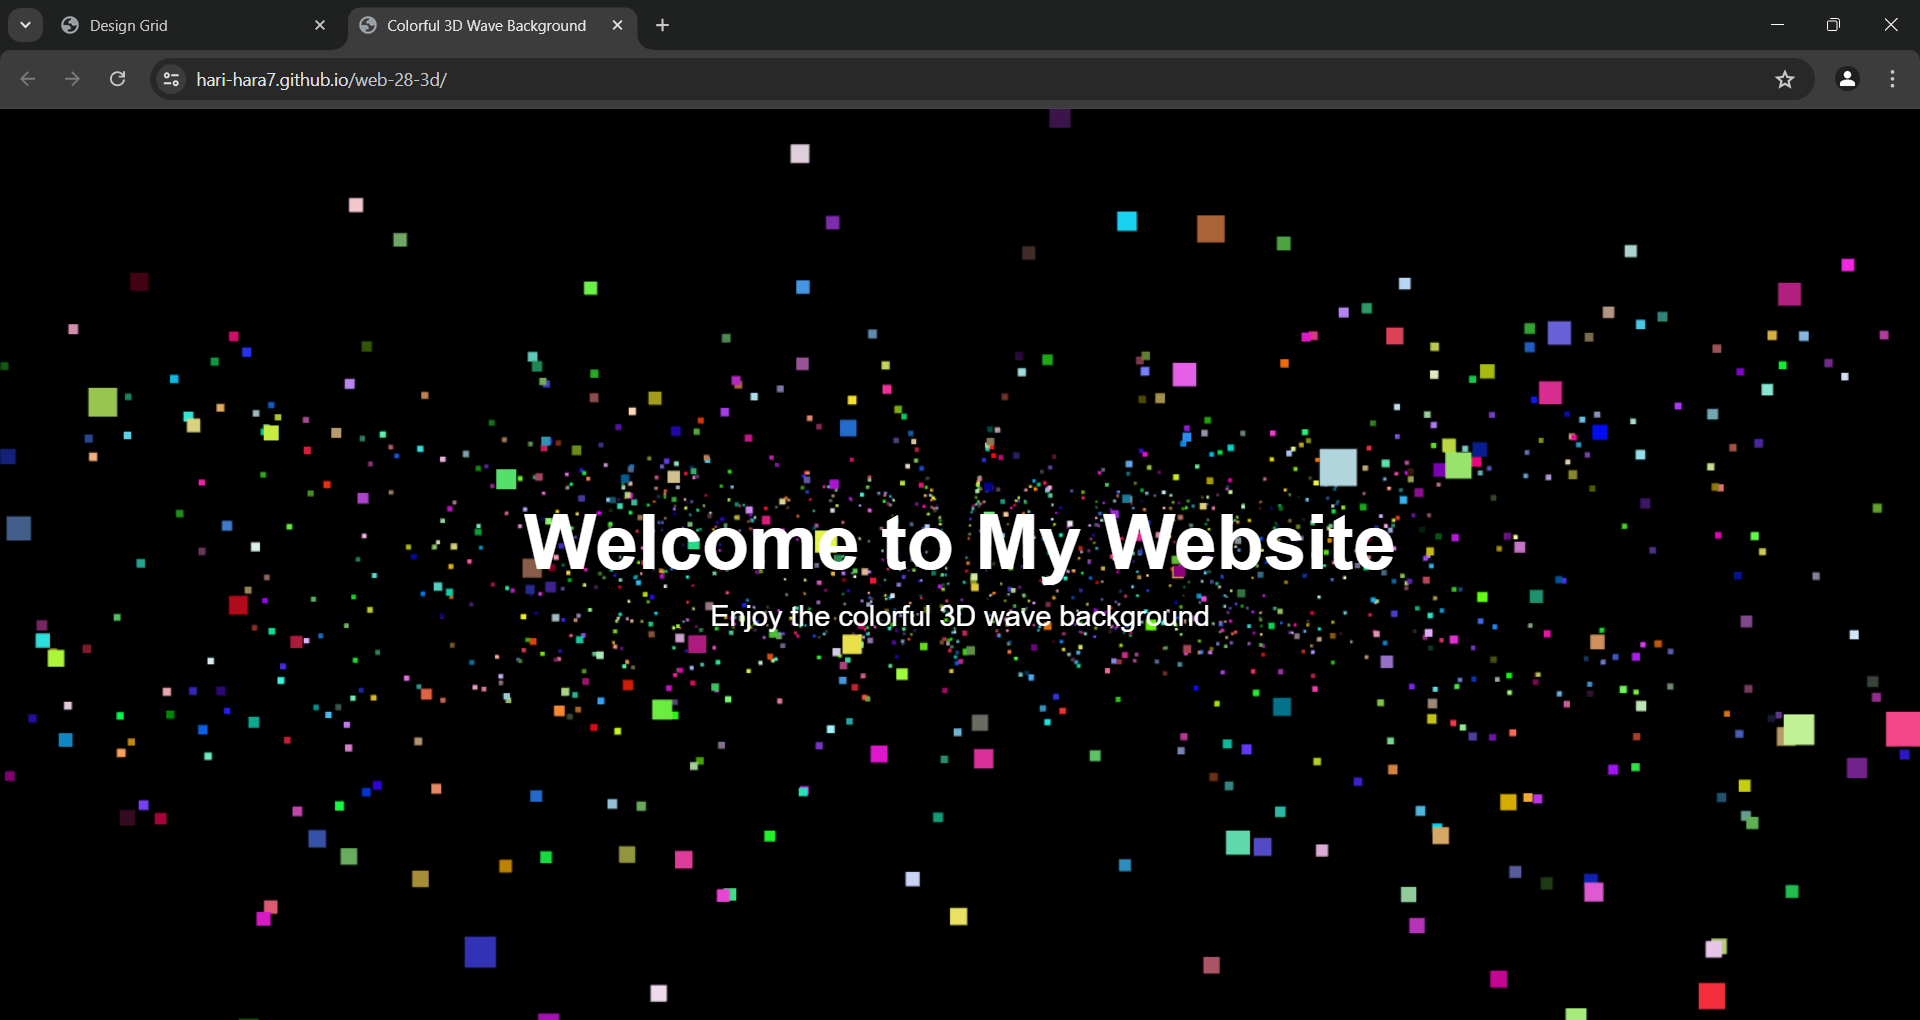 Design Grid
Colorful 3D Wave Background
hari-hara7.github.io/web-28-3d/
Welcome to My Website
Enjoy the colorful 3D wave background.